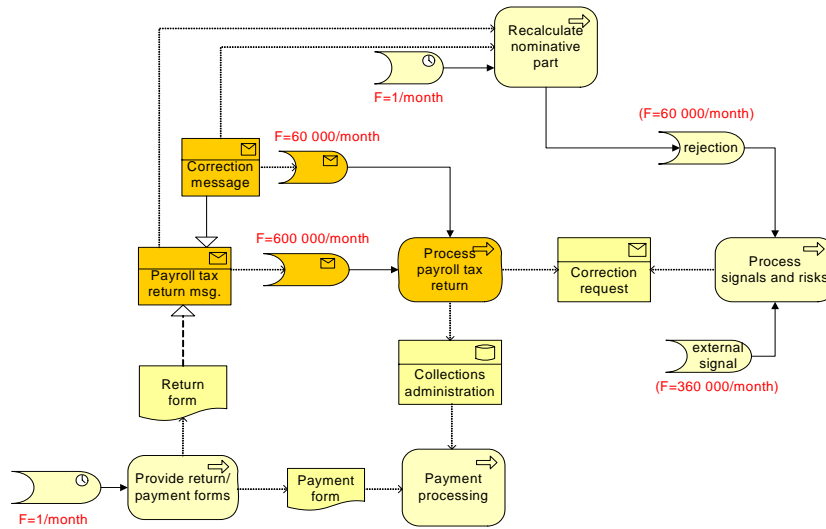 Recalculate
nominative
part
F=1/month
(F=60 000/month)
rejection
F=60 000/month
Correction
message
F=600 000/month
Payroll tax
return msg.
Process
payroll tax
return
Correction
request
Process
signals and risks
external
signal
(F=360 000/month)
Return
form
Collections
administration
Provide return/
payment forms
Payment
form
Payment
processing
F=1/month